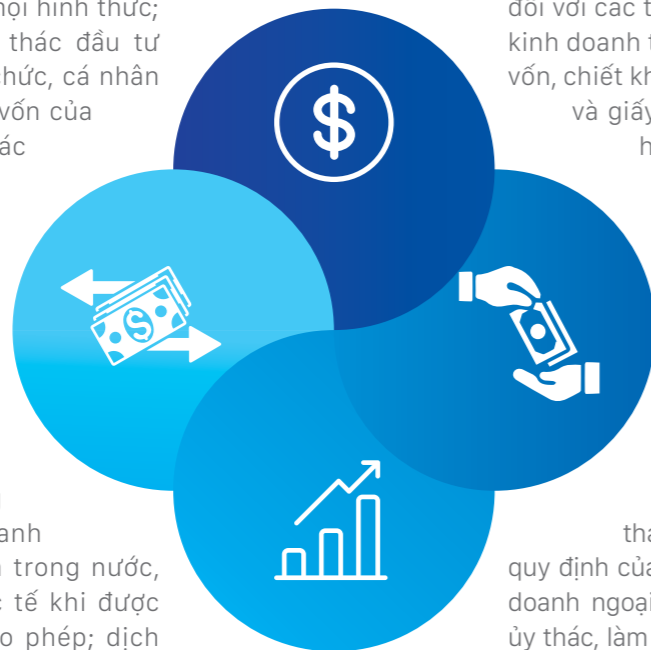 mọi hình thức;
thác đầu tư
chức, cá nhân
vốn của
ác
đối với các t
kinh doanh t
vốn, chiết kh
và giấy
h
anh
trong nước,
c tế khi được
o phép; dịch
tha
quy định của
doanh ngoại
ủy thác, làm